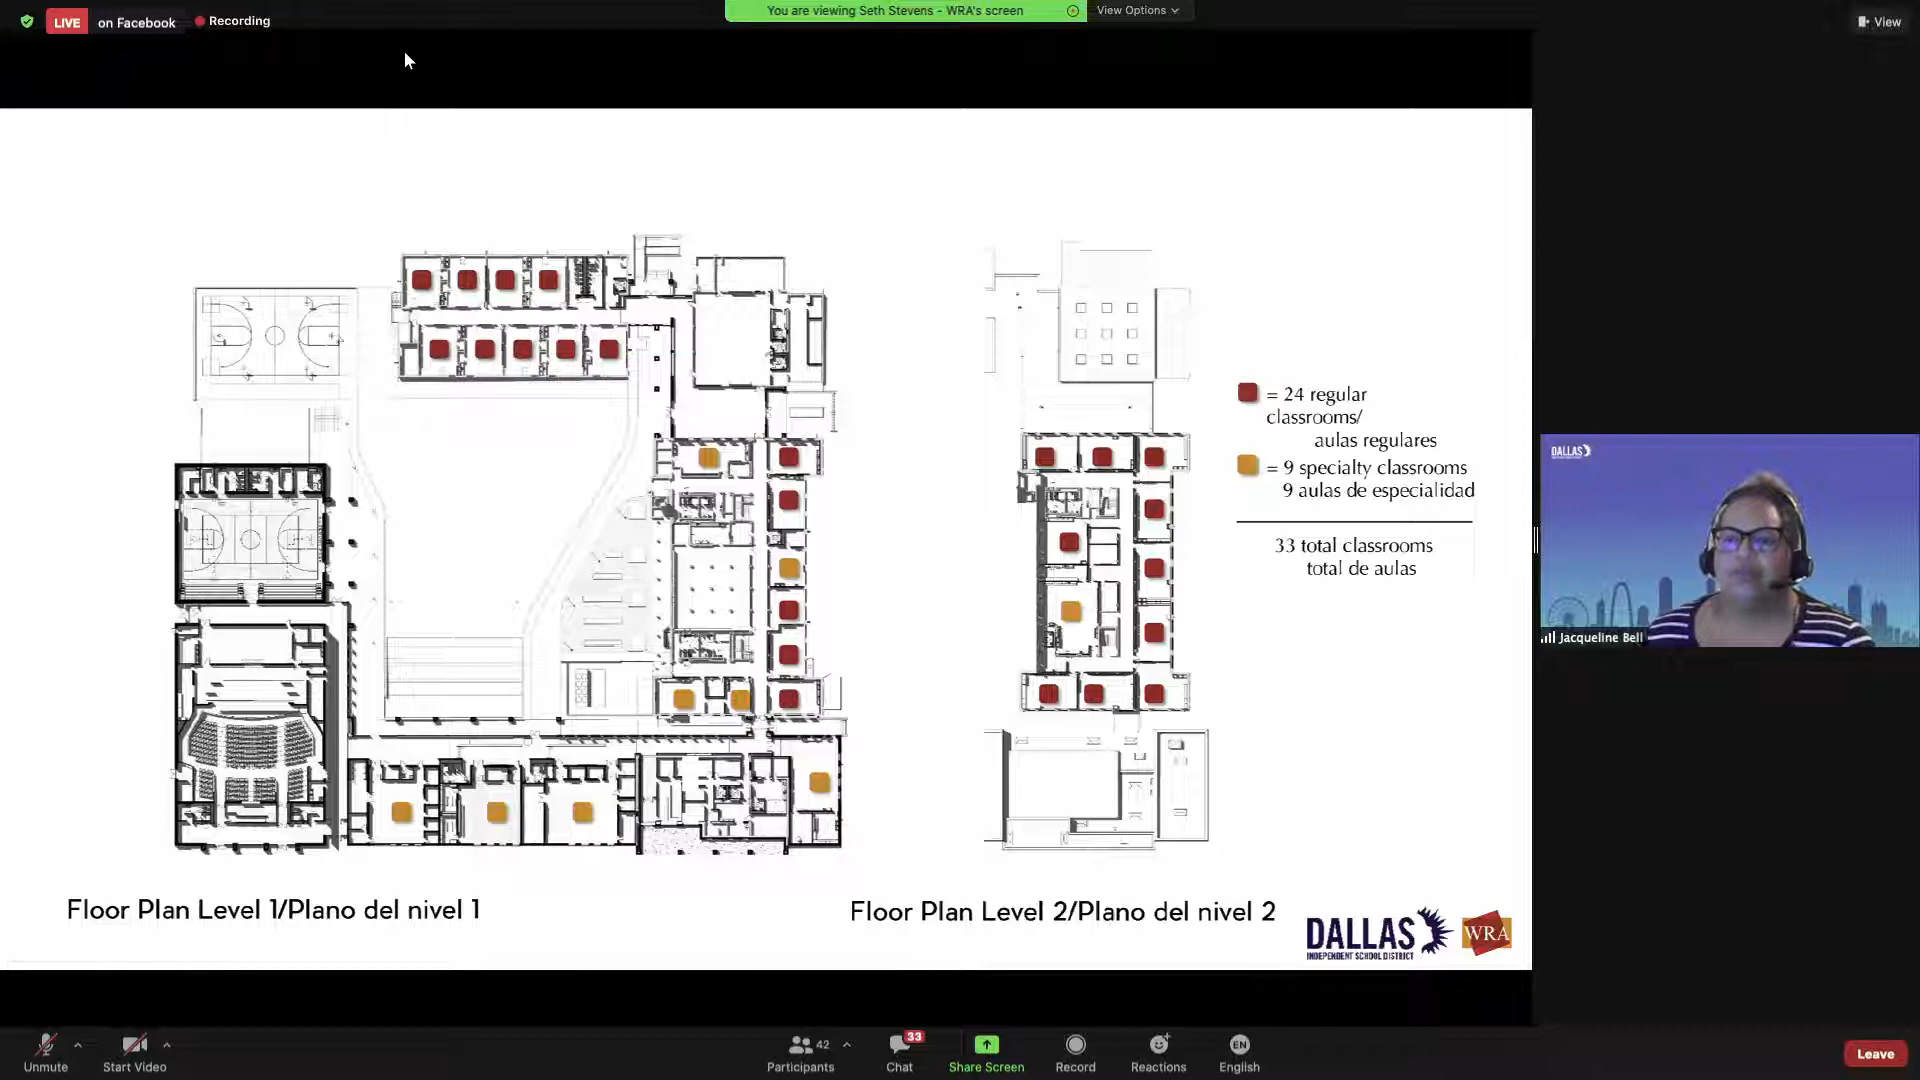 LIVE on Facebook
Recording
You are viewing Seth Stevens - WRA's screen
View Options
View
= 24 regular
classrooms/
aulas regulares
= 9 specialty classrooms
9 aulas de especialidad
33 total classrooms
total de aulas
DALLAS
Jacqueline Bell
Floor Plan Level 1/Plano del nivel 1
Floor Plan Level 2/Plano del nivel 2
DALLAS
INDEPENDENT SCHOOL DISTRICT
WRA
Unmute
Start Video
42
Participants
33
Chat
Share Screen
Record
Reactions
EN
English
Leave